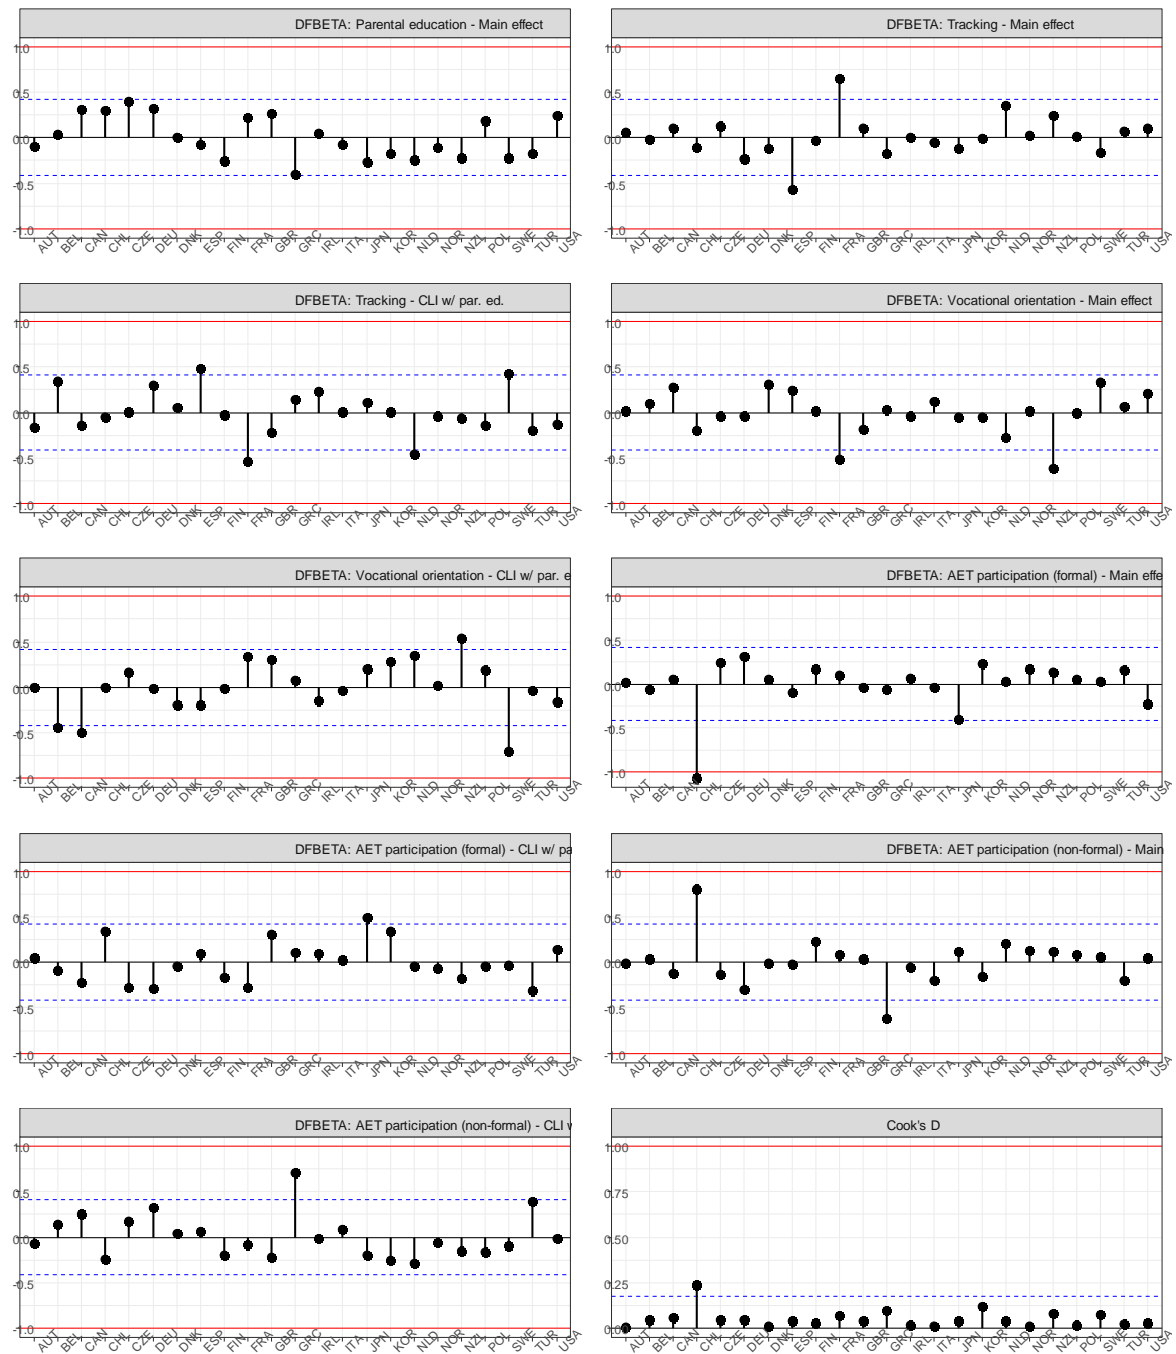 DFBETA: Parental education - Main effect
1.0
0.5
0.0
-0.5
-1.0
AUT BEL CAN CHL CZE DEU DNK ESP FIN FRA GBR GRC IRL ITA JPN KOR NLD NOR NZL POL SWE TUR USA
DFBETA: Tracking - Main effect
1.0
0.5
0.0
-0.5
-1.0
AUT BEL CAN CHL CZE DEU DNK ESP FIN FRA GBR GRC IRL ITA JPN KOR NLD NOR NZL POL SWE TUR USA
DFBETA: Tracking - CLI w/ par. ed.
1.0
0.5
0.0
-0.5
-1.0
AUT BEL CAN CHL CZE DEU DNK ESP FIN FRA GBR GRC IRL ITA JPN KOR NLD NOR NZL POL SWE TUR USA
DFBETA: Vocational orientation - Main effect
1.0
0.5
0.0
-0.5
-1.0
AUT BEL CAN CHL CZE DEU DNK ESP FIN FRA GBR GRC IRL ITA JPN KOR NLD NOR NZL POL SWE TUR USA
DFBETA: Vocational orientation - CLI w/ par. e
1.0
0.5
0.0
-0.5
-1.0
AUT BEL CAN CHL CZE DEU DNK ESP FIN FRA GBR GRC IRL ITA JPN KOR NLD NOR NZL POL SWE TUR USA
DFBETA: AET participation (formal) - Main effe
1.0
0.5
0.0
-0.5
-1.0
AUT BEL CAN CHL CZE DEU DNK ESP FIN FRA GBR GRC IRL ITA JPN KOR NLD NOR NZL POL SWE TUR USA
DFBETA: AET participation (formal) - CLI w/ pa
1.0
0.5
0.0
-0.5
-1.0
AUT BEL CAN CHL CZE DEU DNK ESP FIN FRA GBR GRC IRL ITA JPN KOR NLD NOR NZL POL SWE TUR USA
DFBETA: AET participation (non-formal) - Main
1.0
0.5
0.0
-0.5
-1.0
AUT BEL CAN CHL CZE DEU DNK ESP FIN FRA GBR GRC IRL ITA JPN KOR NLD NOR NZL POL SWE TUR USA
DFBETA: AET participation (non-formal) - CLI w
1.0
0.5
0.0
-0.5
-1.0
AUT BEL CAN CHL CZE DEU DNK ESP FIN FRA GBR GRC IRL ITA JPN KOR NLD NOR NZL POL SWE TUR USA
Cook's D
1.00
0.75
0.50
0.25
0.00
AUT BEL CAN CHL CZE DEU DNK ESP FIN FRA GBR GRC IRL ITA JPN KOR NLD NOR NZL POL SWE TUR USA